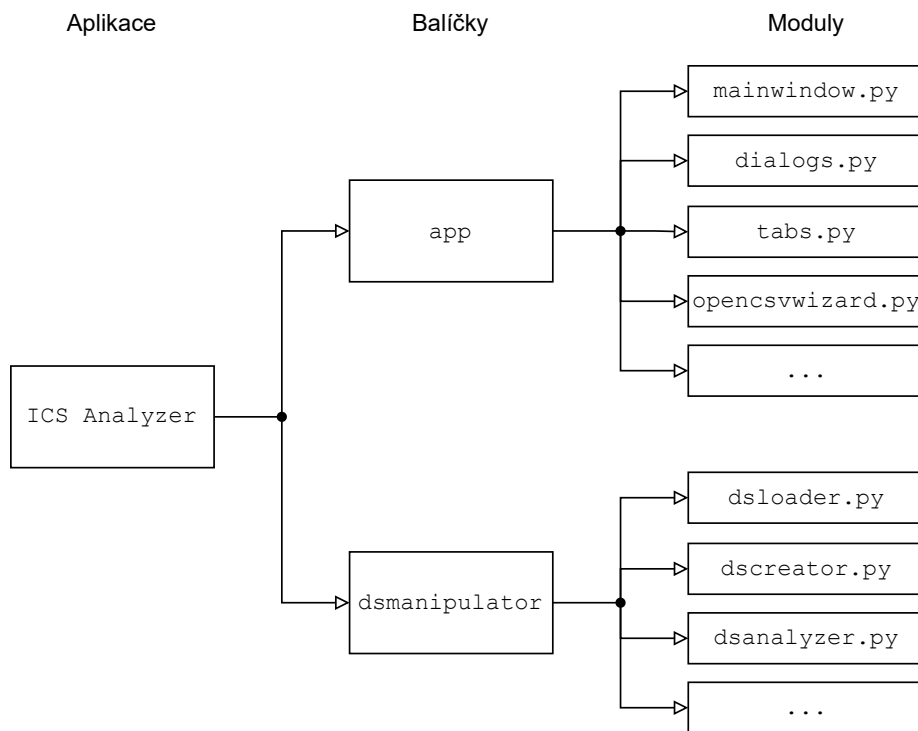 Aplikace
Balíčky
Moduly
mainwindow.py
dialogs.py
app
tabs.py
opencsvwizard.py
...
ICS Analyzer
dsloader.py
dscreator.py
dsmanipulator
dsanalyzer.py
...